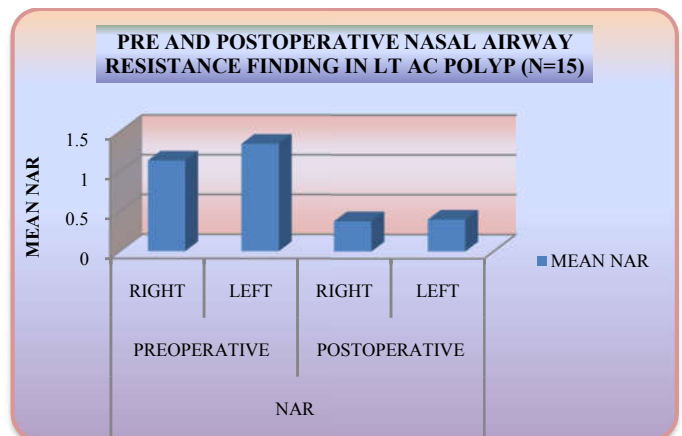 PRE AND POSTOPERATIVE NASAL AIRWAY
RESISTANCE FINDING IN LT AC POLYP (N=15)
MEAN NAR
1.5
1
0.5
0
RIGHT LEFT RIGHT LEFT
PREOPERATIVE POSTOPERATIVE
NAR
MEAN NAR